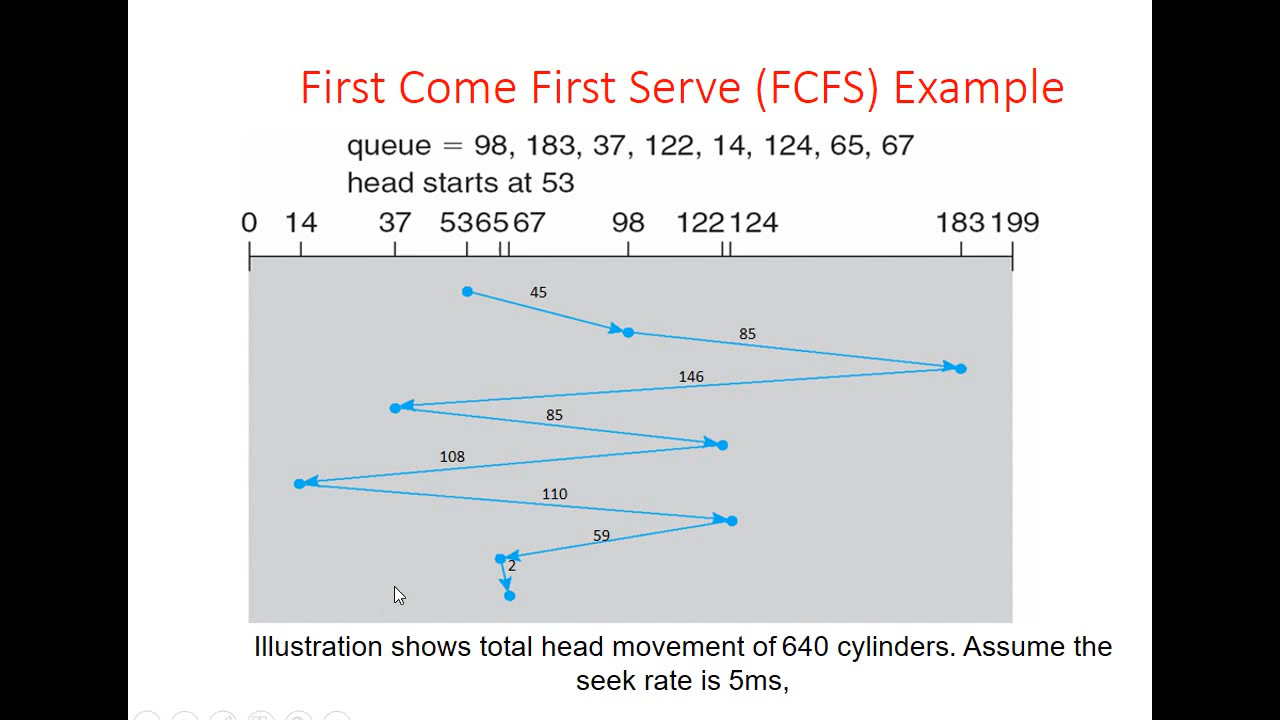 First Come First Serve (FCFS) Example
queue = 98, 183, 37, 122, 14, 124, 65, 67
head starts at 53
0 14 37 53 65 67 98 122 124 183 199
45
85
146
85
108
110
59
2
Illustration shows total head movement of 640 cylinders. Assume the
seek rate is 5ms,